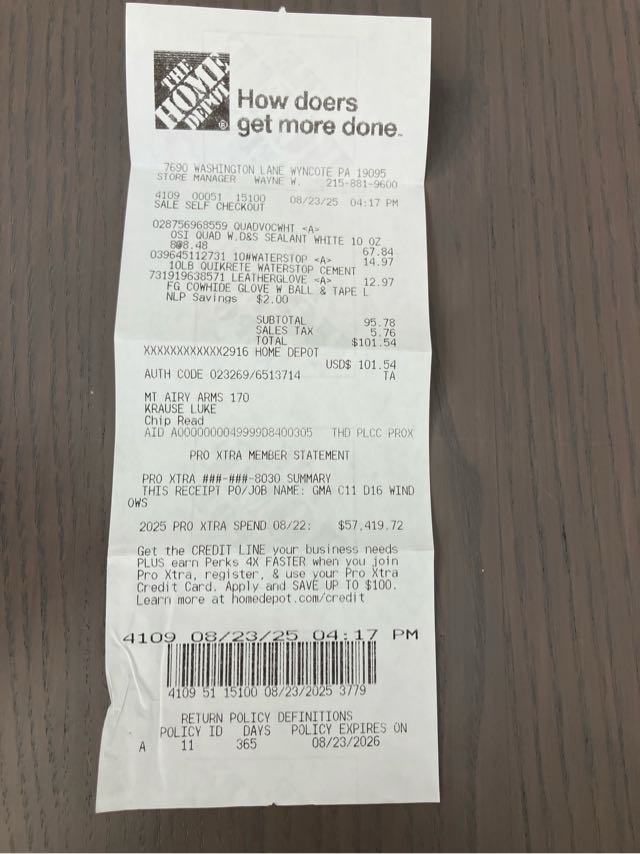 THE
HOME
DEPOT
How doers
get more done.
7690 WASHINGTON LANE WYNCOTE PA 19095
STORE MANAGER WAYNE W. 215-881-9600
4109 00051 15100 08/23/25 04:17 PM
SALE SELF CHECKOUT
028756968559 QUADVOCWHT <A>
OSI QUAD W,D&S SEALANT WHITE 10 OZ
8@8.48 67.84
039645112731 10#WATERSTOP <A> 14.97
10LB QUIKRETE WATERSTOP CEMENT
731919638571 LEATHERGLOVE <A> 12.97
FG COWHIDE GLOVE W BALL & TAPE L
NLP Savings $2.00
SUBTOTAL 95.78
SALES TAX 5.76
TOTAL $101.54
XXXXXXXXXXXX2916 HOME DEPOT
USD$ 101.54
AUTH CODE 023269/6513714 TA
MT AIRY ARMS 170
KRAUSE LUKE
Chip Read
AID A0000000049999D8400305 THD PLCC PROX
PRO XTRA MEMBER STATEMENT
PRO XTRA ###-###-8030 SUMMARY
THIS RECEIPT PO/JOB NAME: GMA C11 D16 WIND
OWS
2025 PRO XTRA SPEND 08/22: $57,419.72
Get the CREDIT LINE your business needs
PLUS earn Perks 4X FASTER when you join
Pro Xtra, register, & use your Pro Xtra
Credit Card. Apply and SAVE UP TO $100.
Learn more at homedepot.com/credit
4109 08/23/25 04:17 PM
4109 51 15100 08/23/2025 3779
RETURN POLICY DEFINITIONS
POLICY ID DAYS POLICY EXPIRES ON
A 11 365 08/23/2026